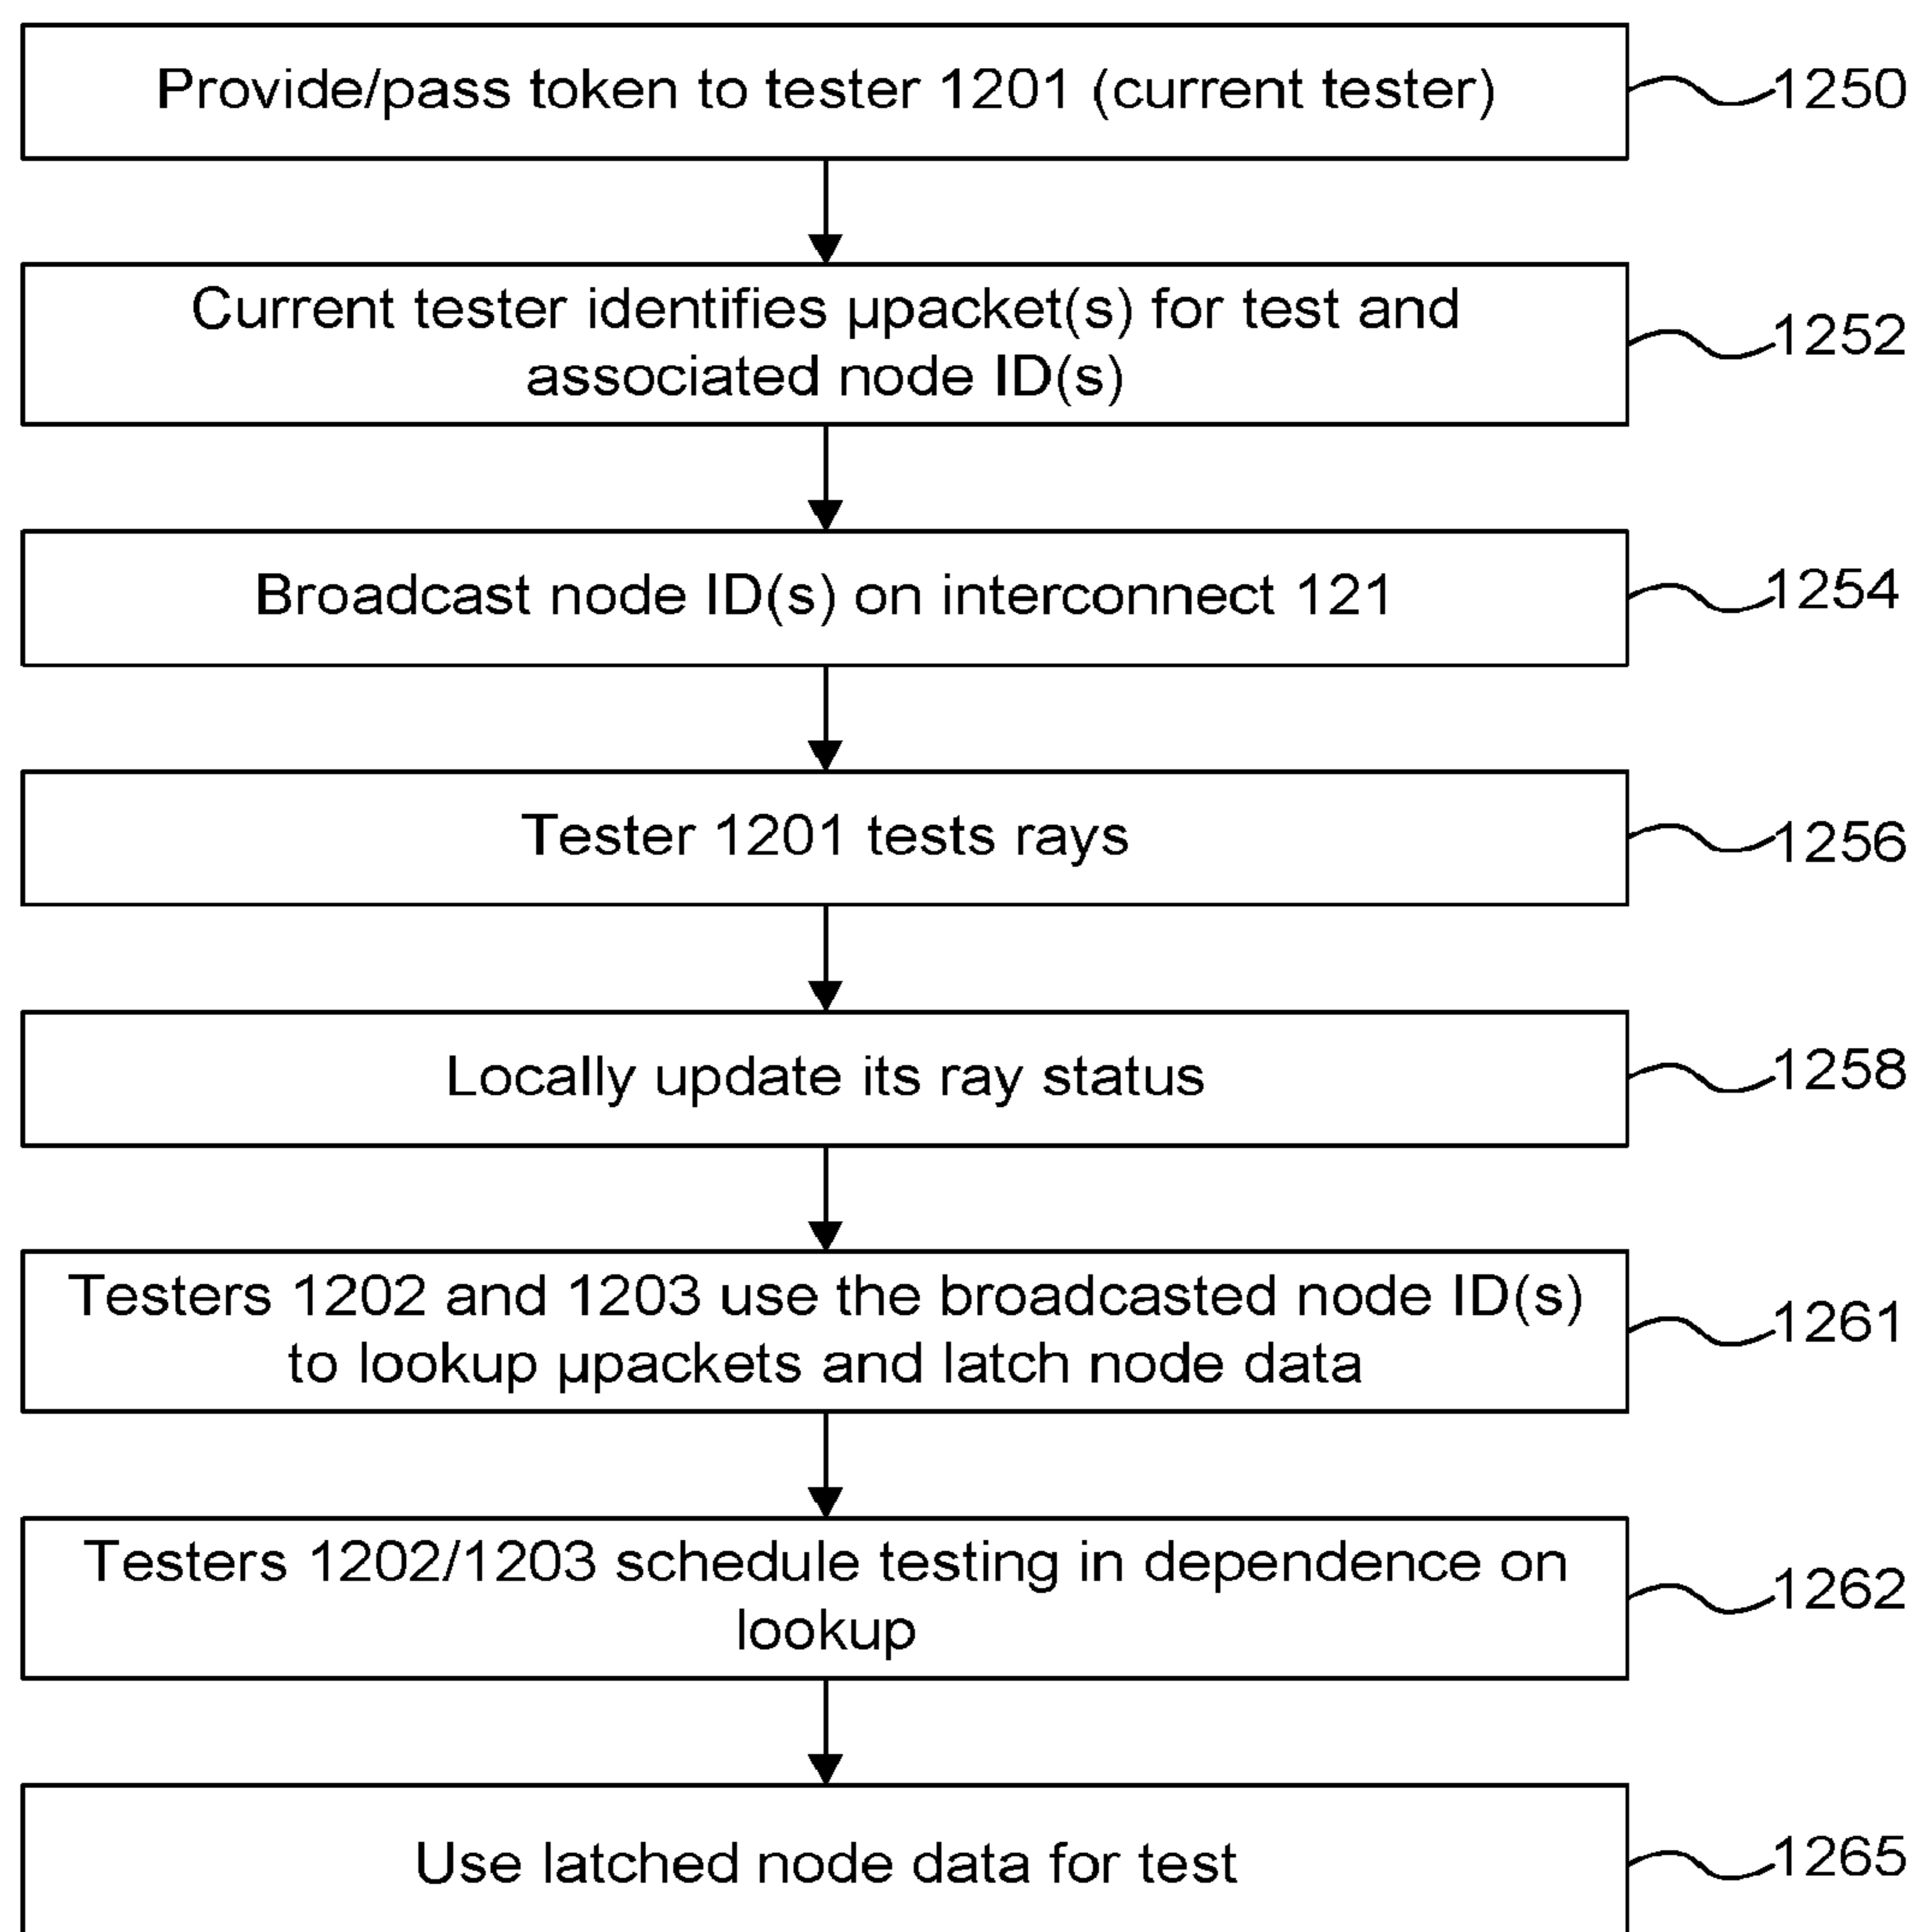 Provide/pass token to tester 1201 (current tester)
1250
Current tester identifies µpacket(s) for test and
associated node ID(s)
1252
Broadcast node ID(s) on interconnect 121
1254
Tester 1201 tests rays
1256
Locally update its ray status
1258
Testers 1202 and 1203 use the broadcasted node ID(s)
to lookup µpackets and latch node data
1261
Testers 1202/1203 schedule testing in dependence on
lookup
1262
Use latched node data for test
1265